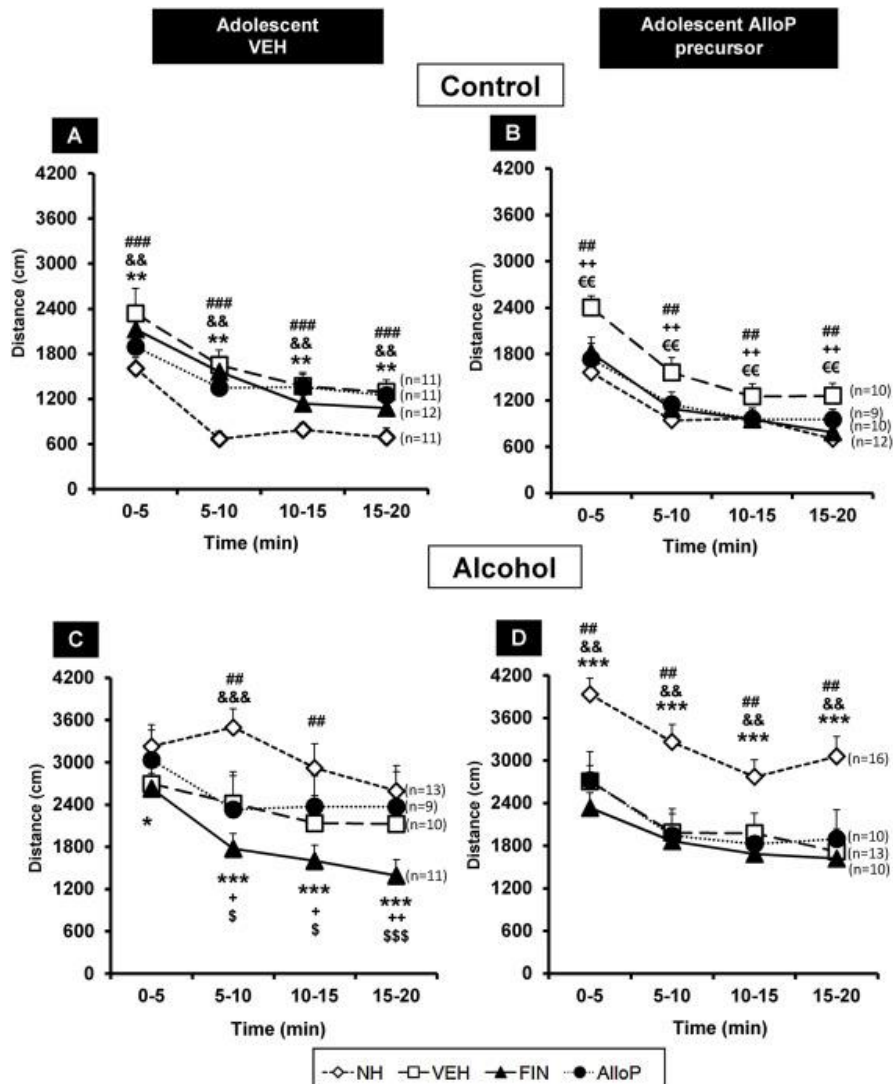 Adolescent
VEH
Adolescent AlloP
precursor
Control
A
4200
3600
3000
2400
1800
1200
600
0
Distance (cm)
###
&&
**
###
&&
**
###
&&
**
###
&&
**
(n=11)
(n=11)
(n=12)
(n=11)
0-5 5-10 10-15 15-20
Time (min)
B
4200
3600
3000
2400
1800
1200
600
0
Distance (cm)
##
++
€€
##
++
€€
##
++
€€
##
++
€€
(n=10)
(n=9)
(n=10)
(n=12)
0-5 5-10 10-15 15-20
Time (min)
Alcohol
C
4200
3600
3000
2400
1800
1200
600
0
Distance (cm)
##
&&&
##
(n=13)
(n=9)
(n=10)
(n=11)
*
***
+
$
***
+
$
***
++
$$$
0-5 5-10 10-15 15-20
Time (min)
D
4200
3600
3000
2400
1800
1200
600
0
Distance (cm)
##
&&
***
##
&&
***
##
&&
***
##
&&
***
(n=16)
(n=10)
(n=13)
(n=10)
0-5 5-10 10-15 15-20
Time (min)
NH VEH FIN AlloP